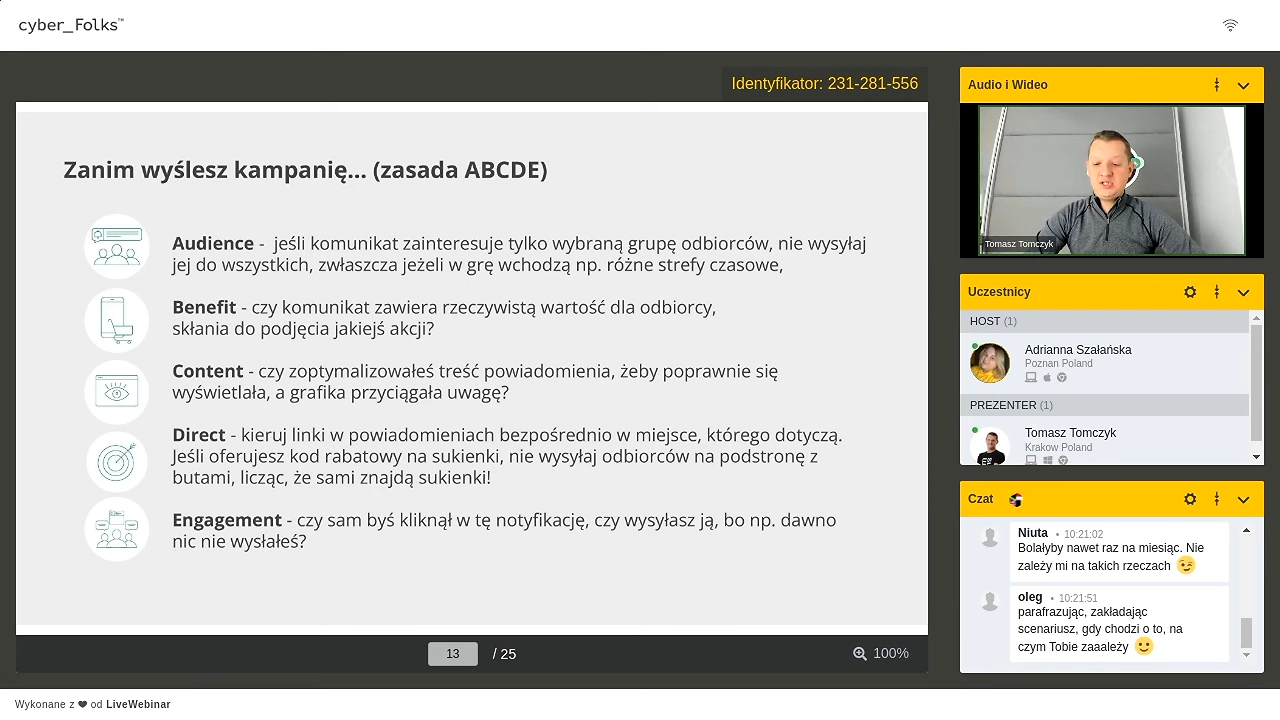 cyber_Folks™
Identyfikator: 231-281-556
Zanim wyślesz kampanię... (zasada ABCDE)
Audience - jeśli komunikat zainteresuje tylko wybraną grupę odbiorców, nie wysyłaj
jej do wszystkich, zwłaszcza jeżeli w grę wchodzą np. różne strefy czasowe,
Benefit - czy komunikat zawiera rzeczywistą wartość dla odbiorcy,
skłania do podjęcia jakiejś akcji?
Content - czy zoptymalizowałeś treść powiadomienia, żeby poprawnie się
wyświetlała, a grafika przyciągała uwagę?
Direct - kieruj linki w powiadomieniach bezpośrednio w miejsce, którego dotyczą.
Jeśli oferujesz kod rabatowy na sukienki, nie wysyłaj odbiorców na podstronę z
butami, licząc, że sami znajdą sukienki!
Engagement - czy sam byś kliknął w tę notyfikację, czy wysyłasz ją, bo np. dawno
nic nie wysłałeś?
13 / 25
100%
Audio i Wideo
Tomasz Tomczyk
Uczestnicy
HOST (1)
Adrianna Szałańska
Poznan Poland
PREZENTER (1)
Tomasz Tomczyk
Krakow Poland
Czat
Niuta • 10:21:02
Bolałyby nawet raz na miesiąc. Nie
zależy mi na takich rzeczach 😉
oleg • 10:21:51
parafrazując, zakładając
scenariusz, gdy chodzi o to, na
czym Tobie zaaależy 🙂
Wykonane z ❤ od LiveWebinar